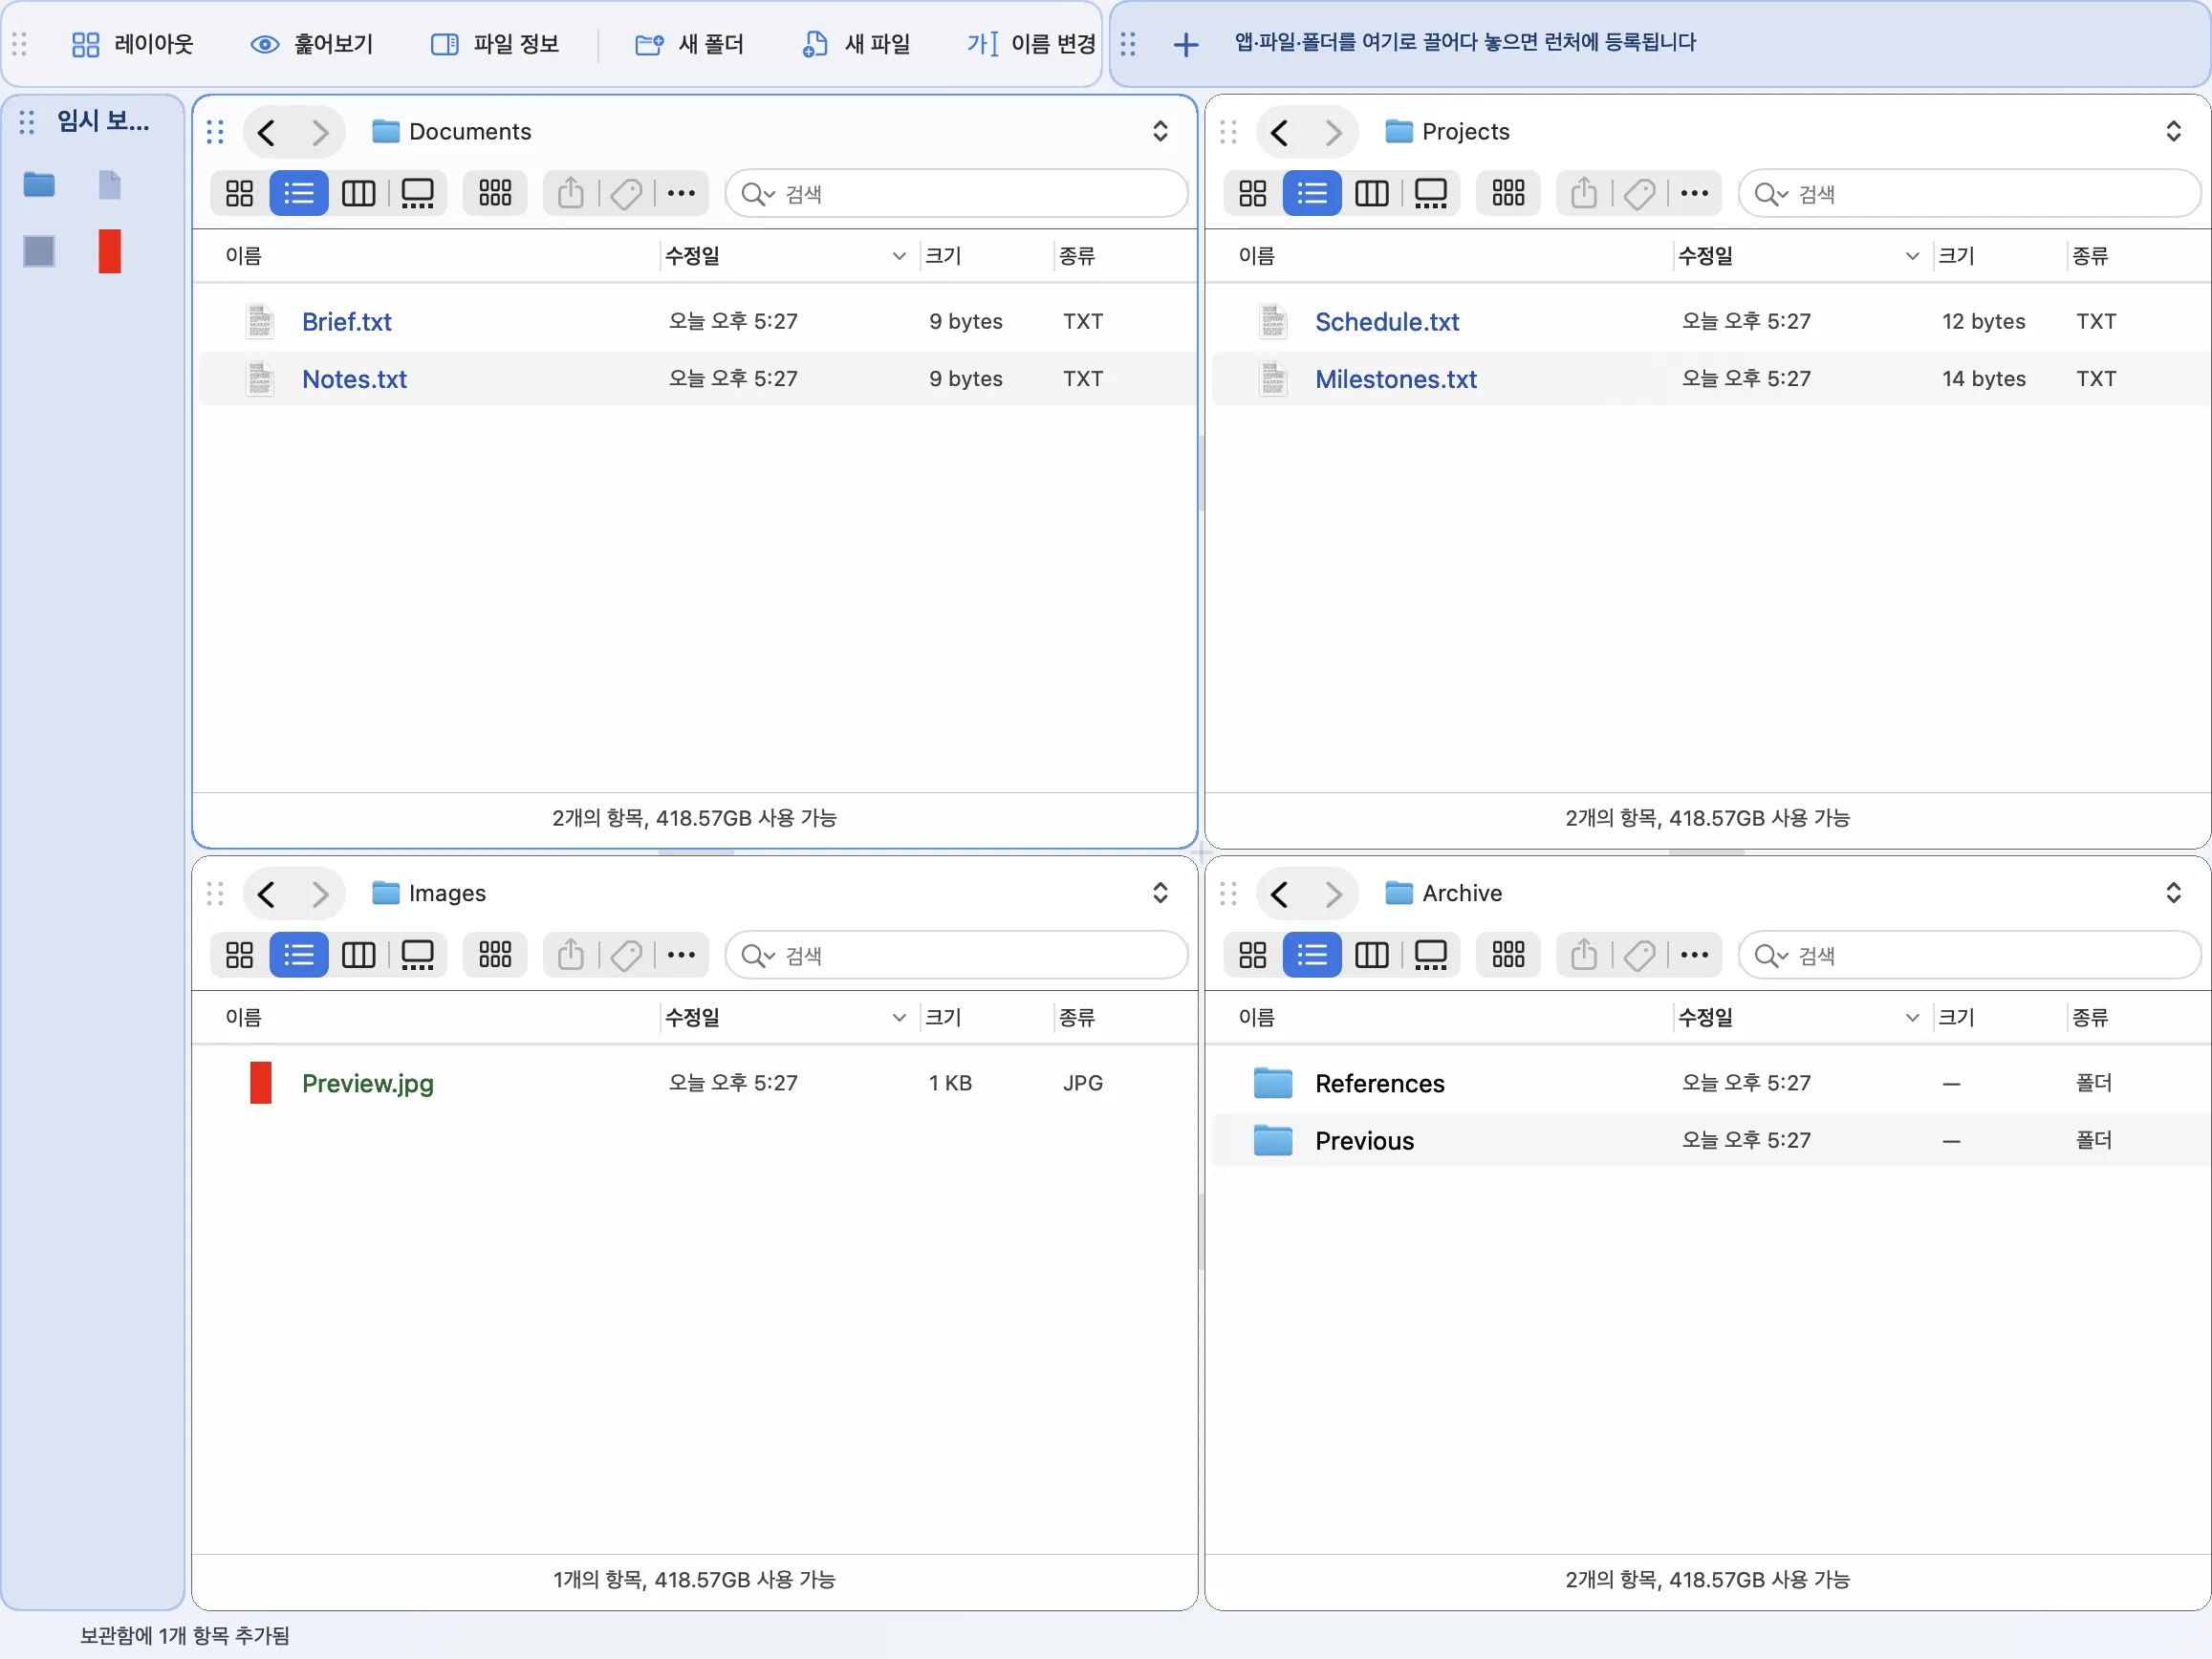 레이아웃 훑어보기 파일 정보 새 폴더 새 파일 가 이름 변경
앱·파일·폴더를 여기로 끌어다 놓으면 런처에 등록됩니다
임시 보...
Documents
검색
이름 수정일 크기 종류
Brief.txt 오늘 오후 5:27 9 bytes TXT
Notes.txt 오늘 오후 5:27 9 bytes TXT
2개의 항목, 418.57GB 사용 가능
Projects
검색
이름 수정일 크기 종류
Schedule.txt 오늘 오후 5:27 12 bytes TXT
Milestones.txt 오늘 오후 5:27 14 bytes TXT
2개의 항목, 418.57GB 사용 가능
Images
검색
이름 수정일 크기 종류
Preview.jpg 오늘 오후 5:27 1 KB JPG
1개의 항목, 418.57GB 사용 가능
Archive
검색
이름 수정일 크기 종류
References 오늘 오후 5:27 — 폴더
Previous 오늘 오후 5:27 — 폴더
2개의 항목, 418.57GB 사용 가능
보관함에 1개 항목 추가됨